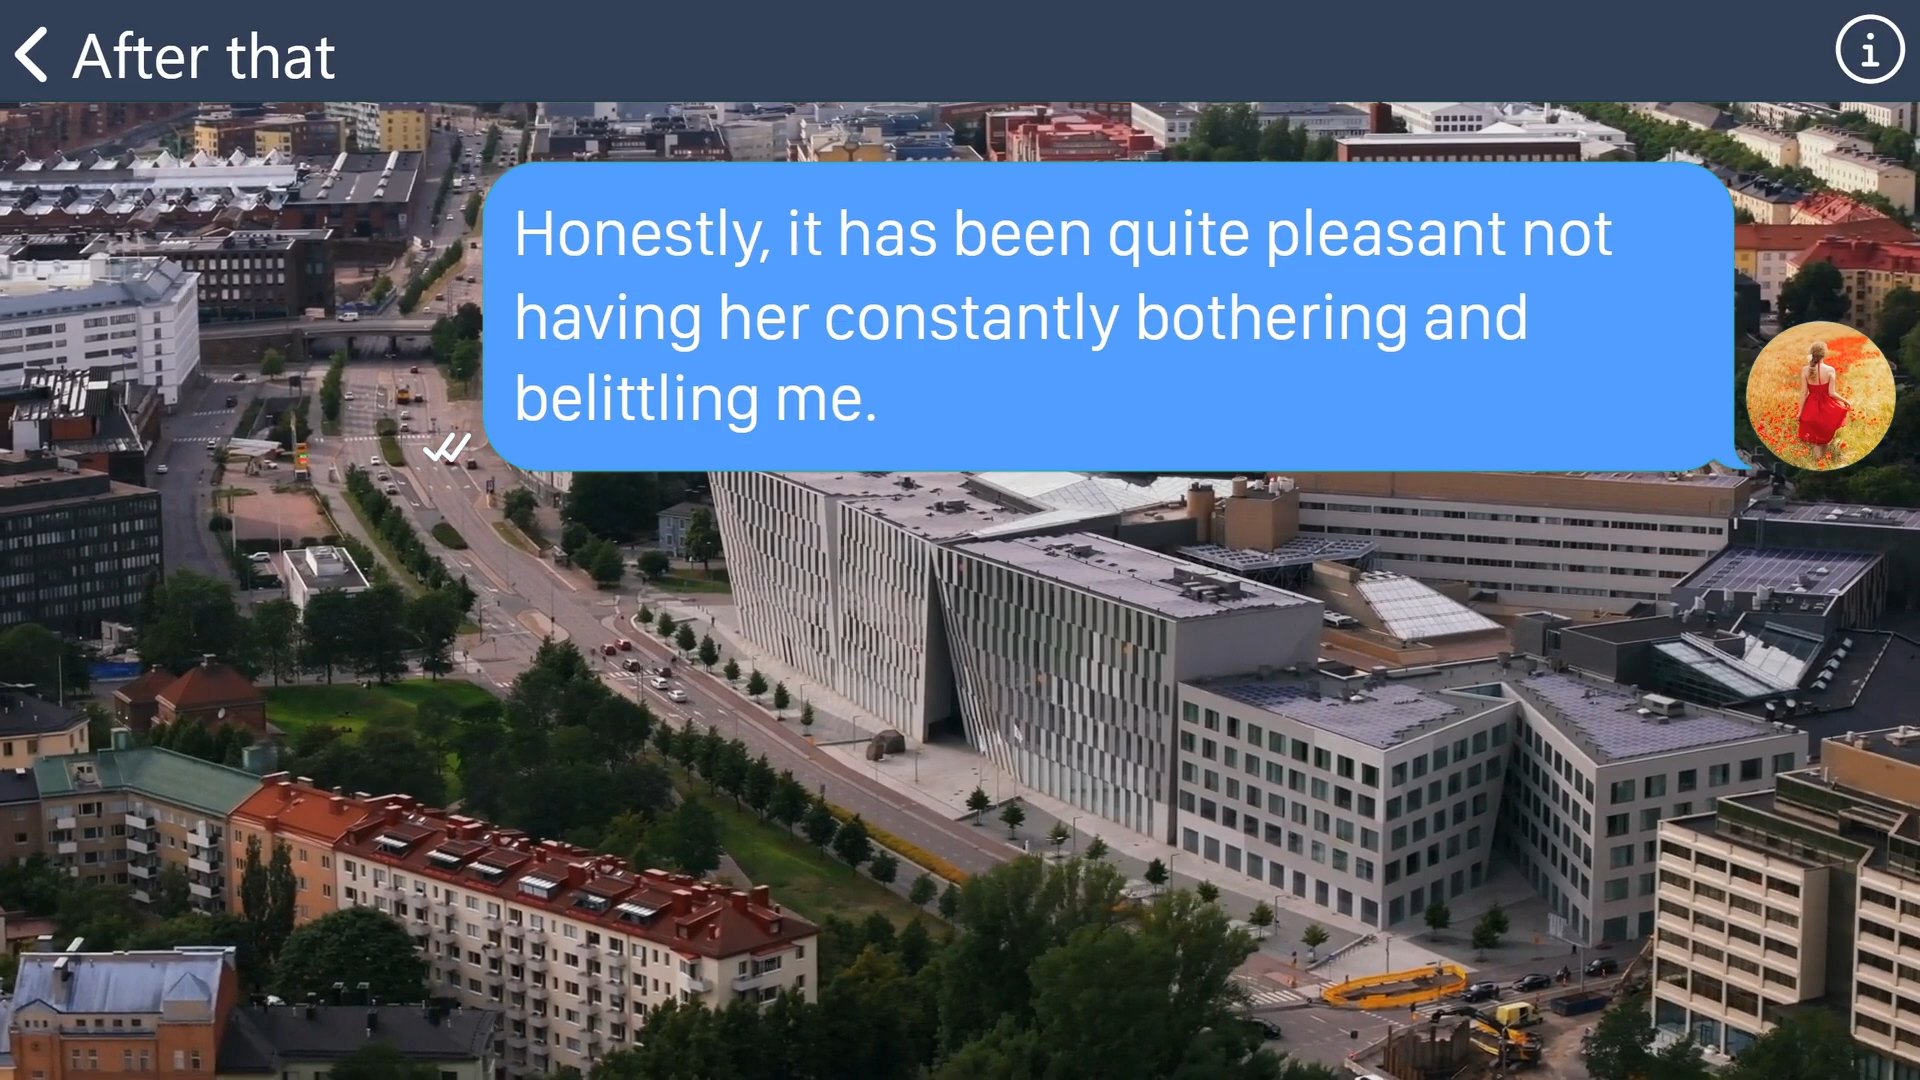 After that
Honestly, it has been quite pleasant not
having her constantly bothering and
belittling me.